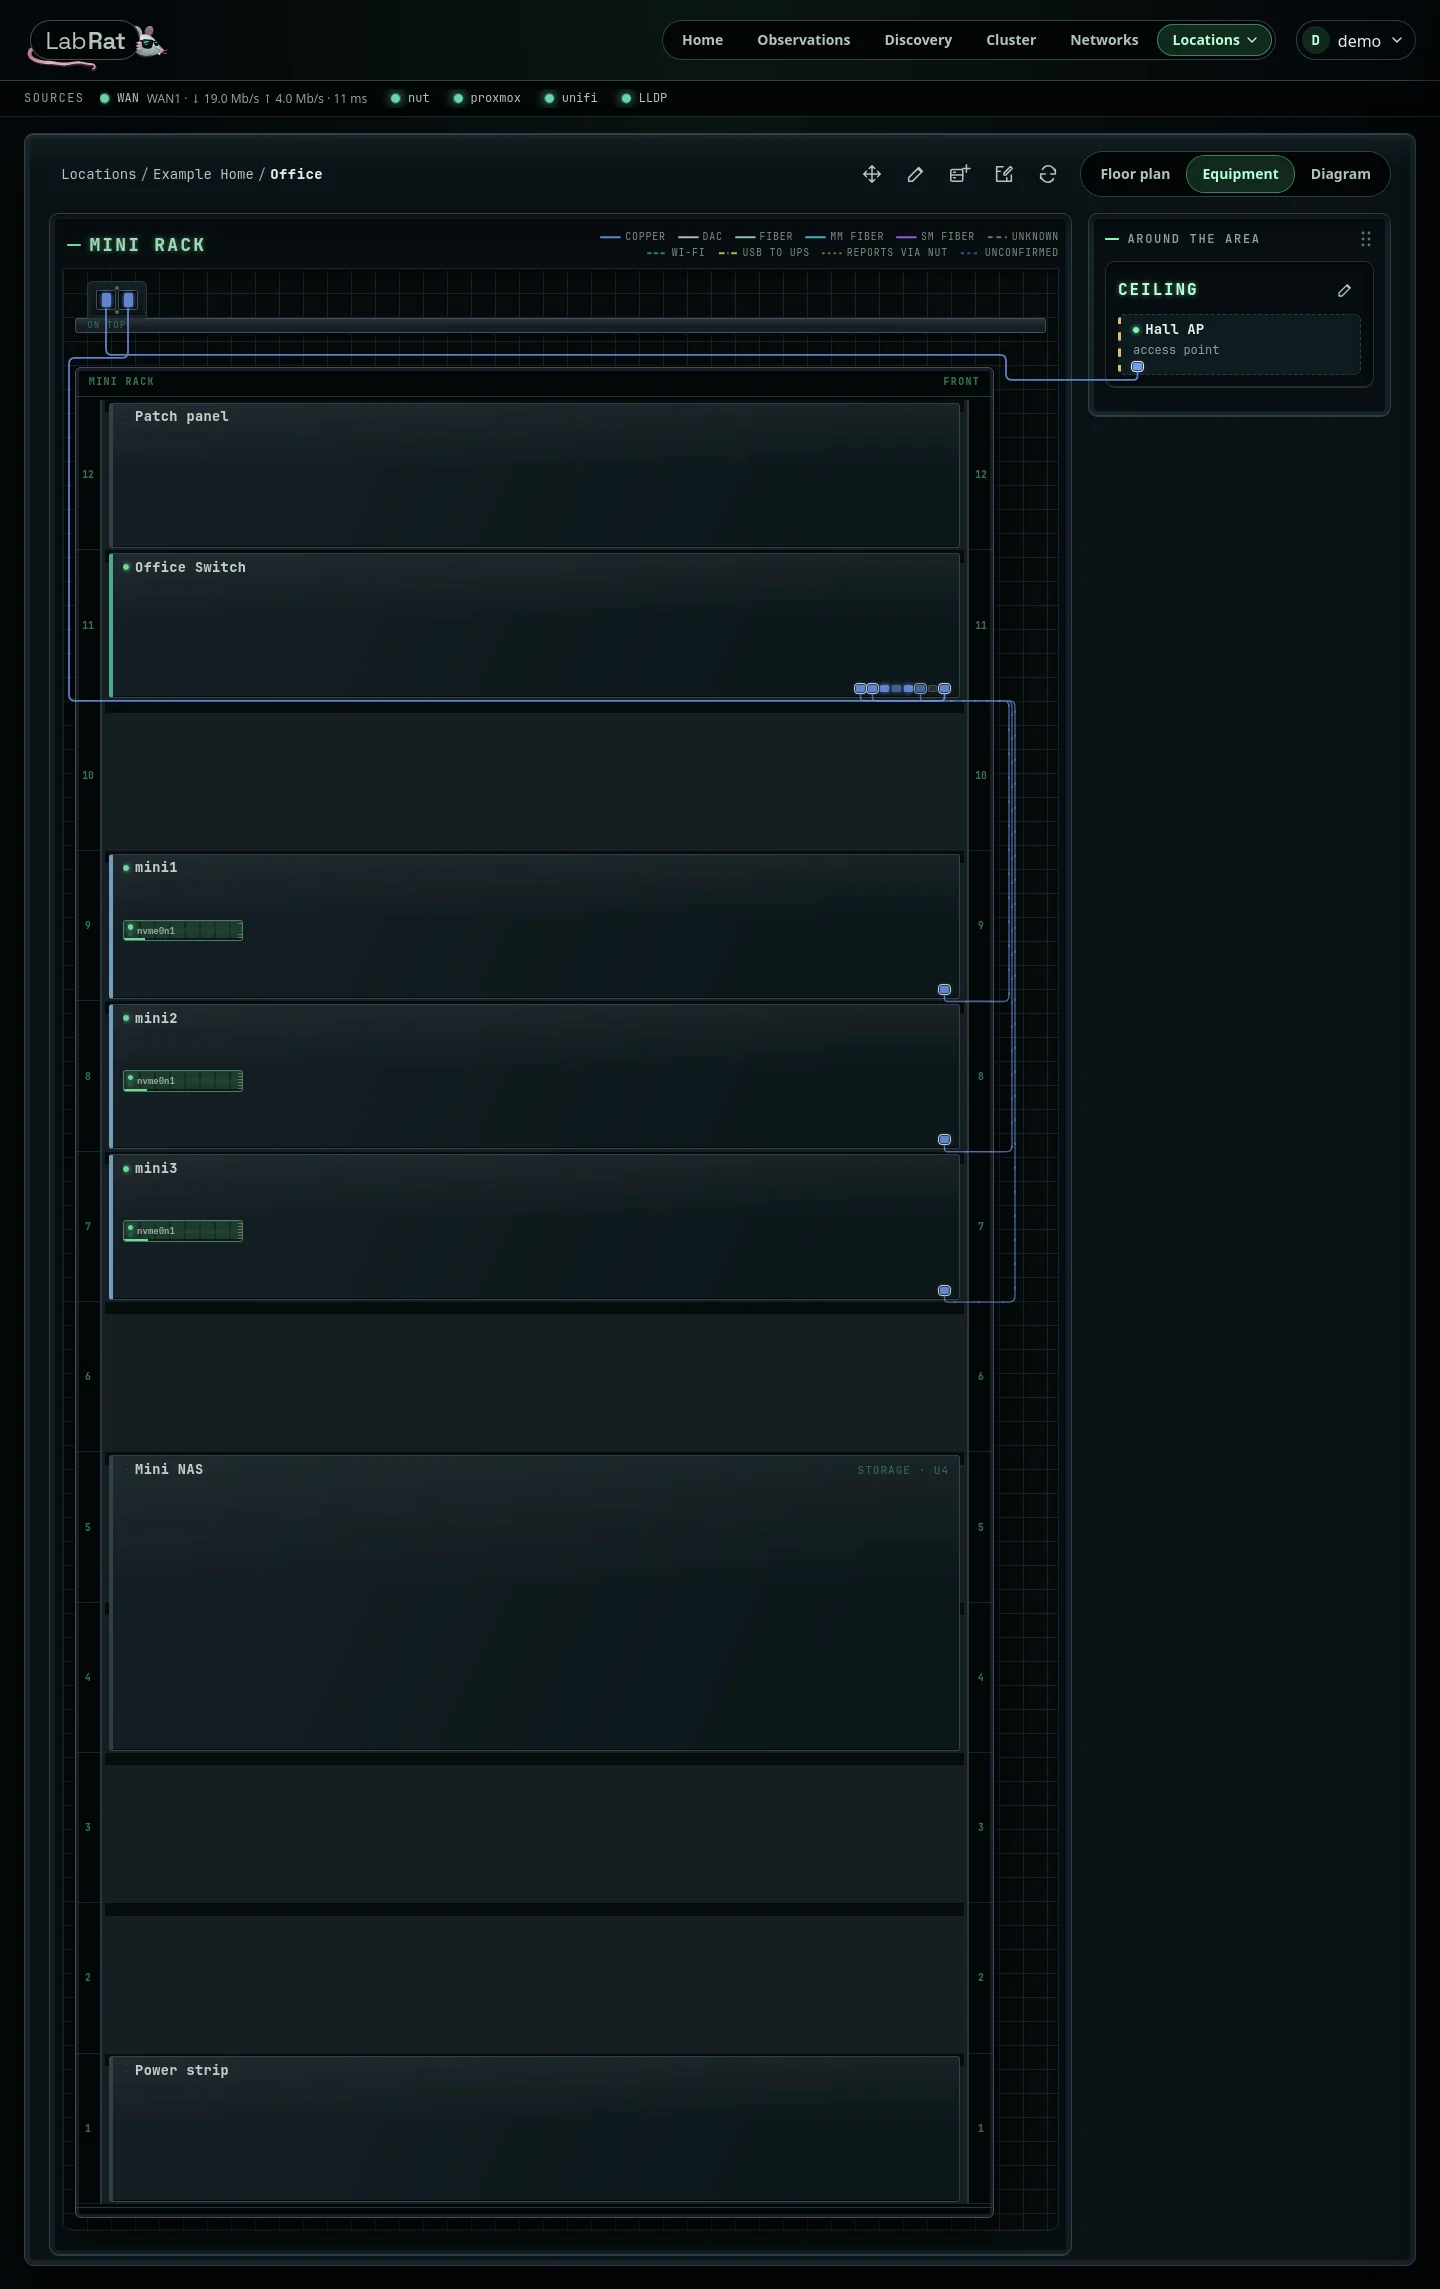 LabRat
Home Observations Discovery Cluster Networks Locations D demo
SOURCES WAN WAN1 · ↓ 19.0 Mb/s ↑ 4.0 Mb/s · 11 ms nut proxmox unifi LLDP
Locations / Example Home / Office
Floor plan Equipment Diagram
MINI RACK
COPPER DAC FIBER MM FIBER SM FIBER UNKNOWN
WI-FI USB TO UPS REPORTS VIA NUT UNCONFIRMED
AROUND THE AREA
CEILING
Hall AP
access point
ON TOP
MINI RACK FRONT
Patch panel
12 12
Office Switch
11 11
10 10
mini1
9 nvme0n1 9
mini2
8 nvme0n1 8
mini3
7 nvme0n1 7
6 6
Mini NAS STORAGE · U4
5 5
4 4
3 3
2 2
Power strip
1 1